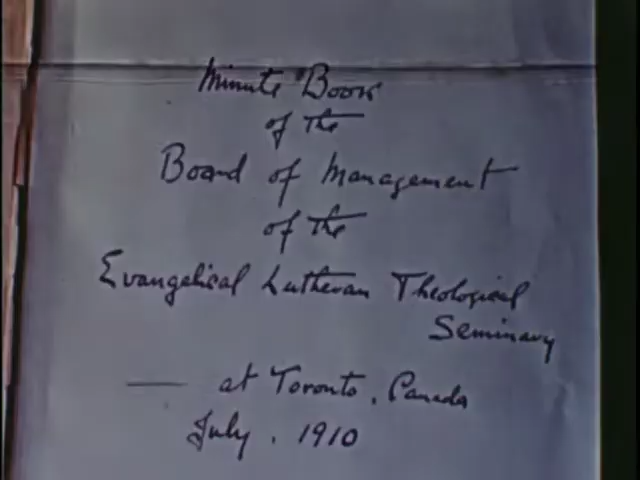 Minute Book
of the
Board of Management
of the
Evangelical Lutheran Theological
Seminary
— at Toronto, Canada
July, 1910